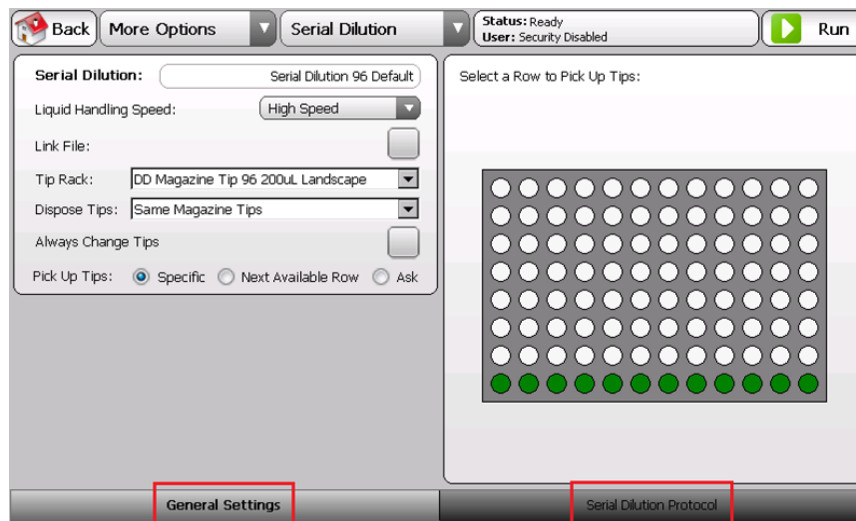 Back
More Options
Serial Dilution
Status: Ready
User: Security Disabled
Run
Serial Dilution: Serial Dilution 96 Default
Liquid Handling Speed: High Speed
Link File:
Tip Rack: DD Magazine Tip 96 200uL Landscape
Dispose Tips: Same Magazine Tips
Always Change Tips
Pick Up Tips: Specific Next Available Row Ask
Select a Row to Pick Up Tips:
General Settings
Serial Dilution Protocol